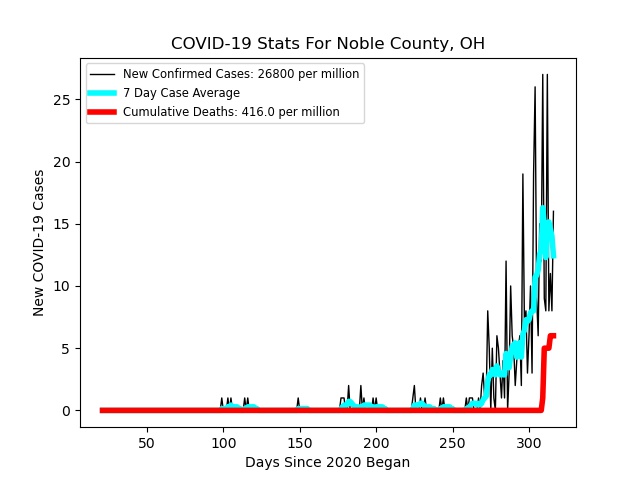 COVID-19 Stats For Noble County, OH
New Confirmed Cases: 26800 per million
7 Day Case Average
Cumulative Deaths: 416.0 per million
New COVID-19 Cases
25
20
15
10
5
0
50 100 150 200 250 300
Days Since 2020 Began